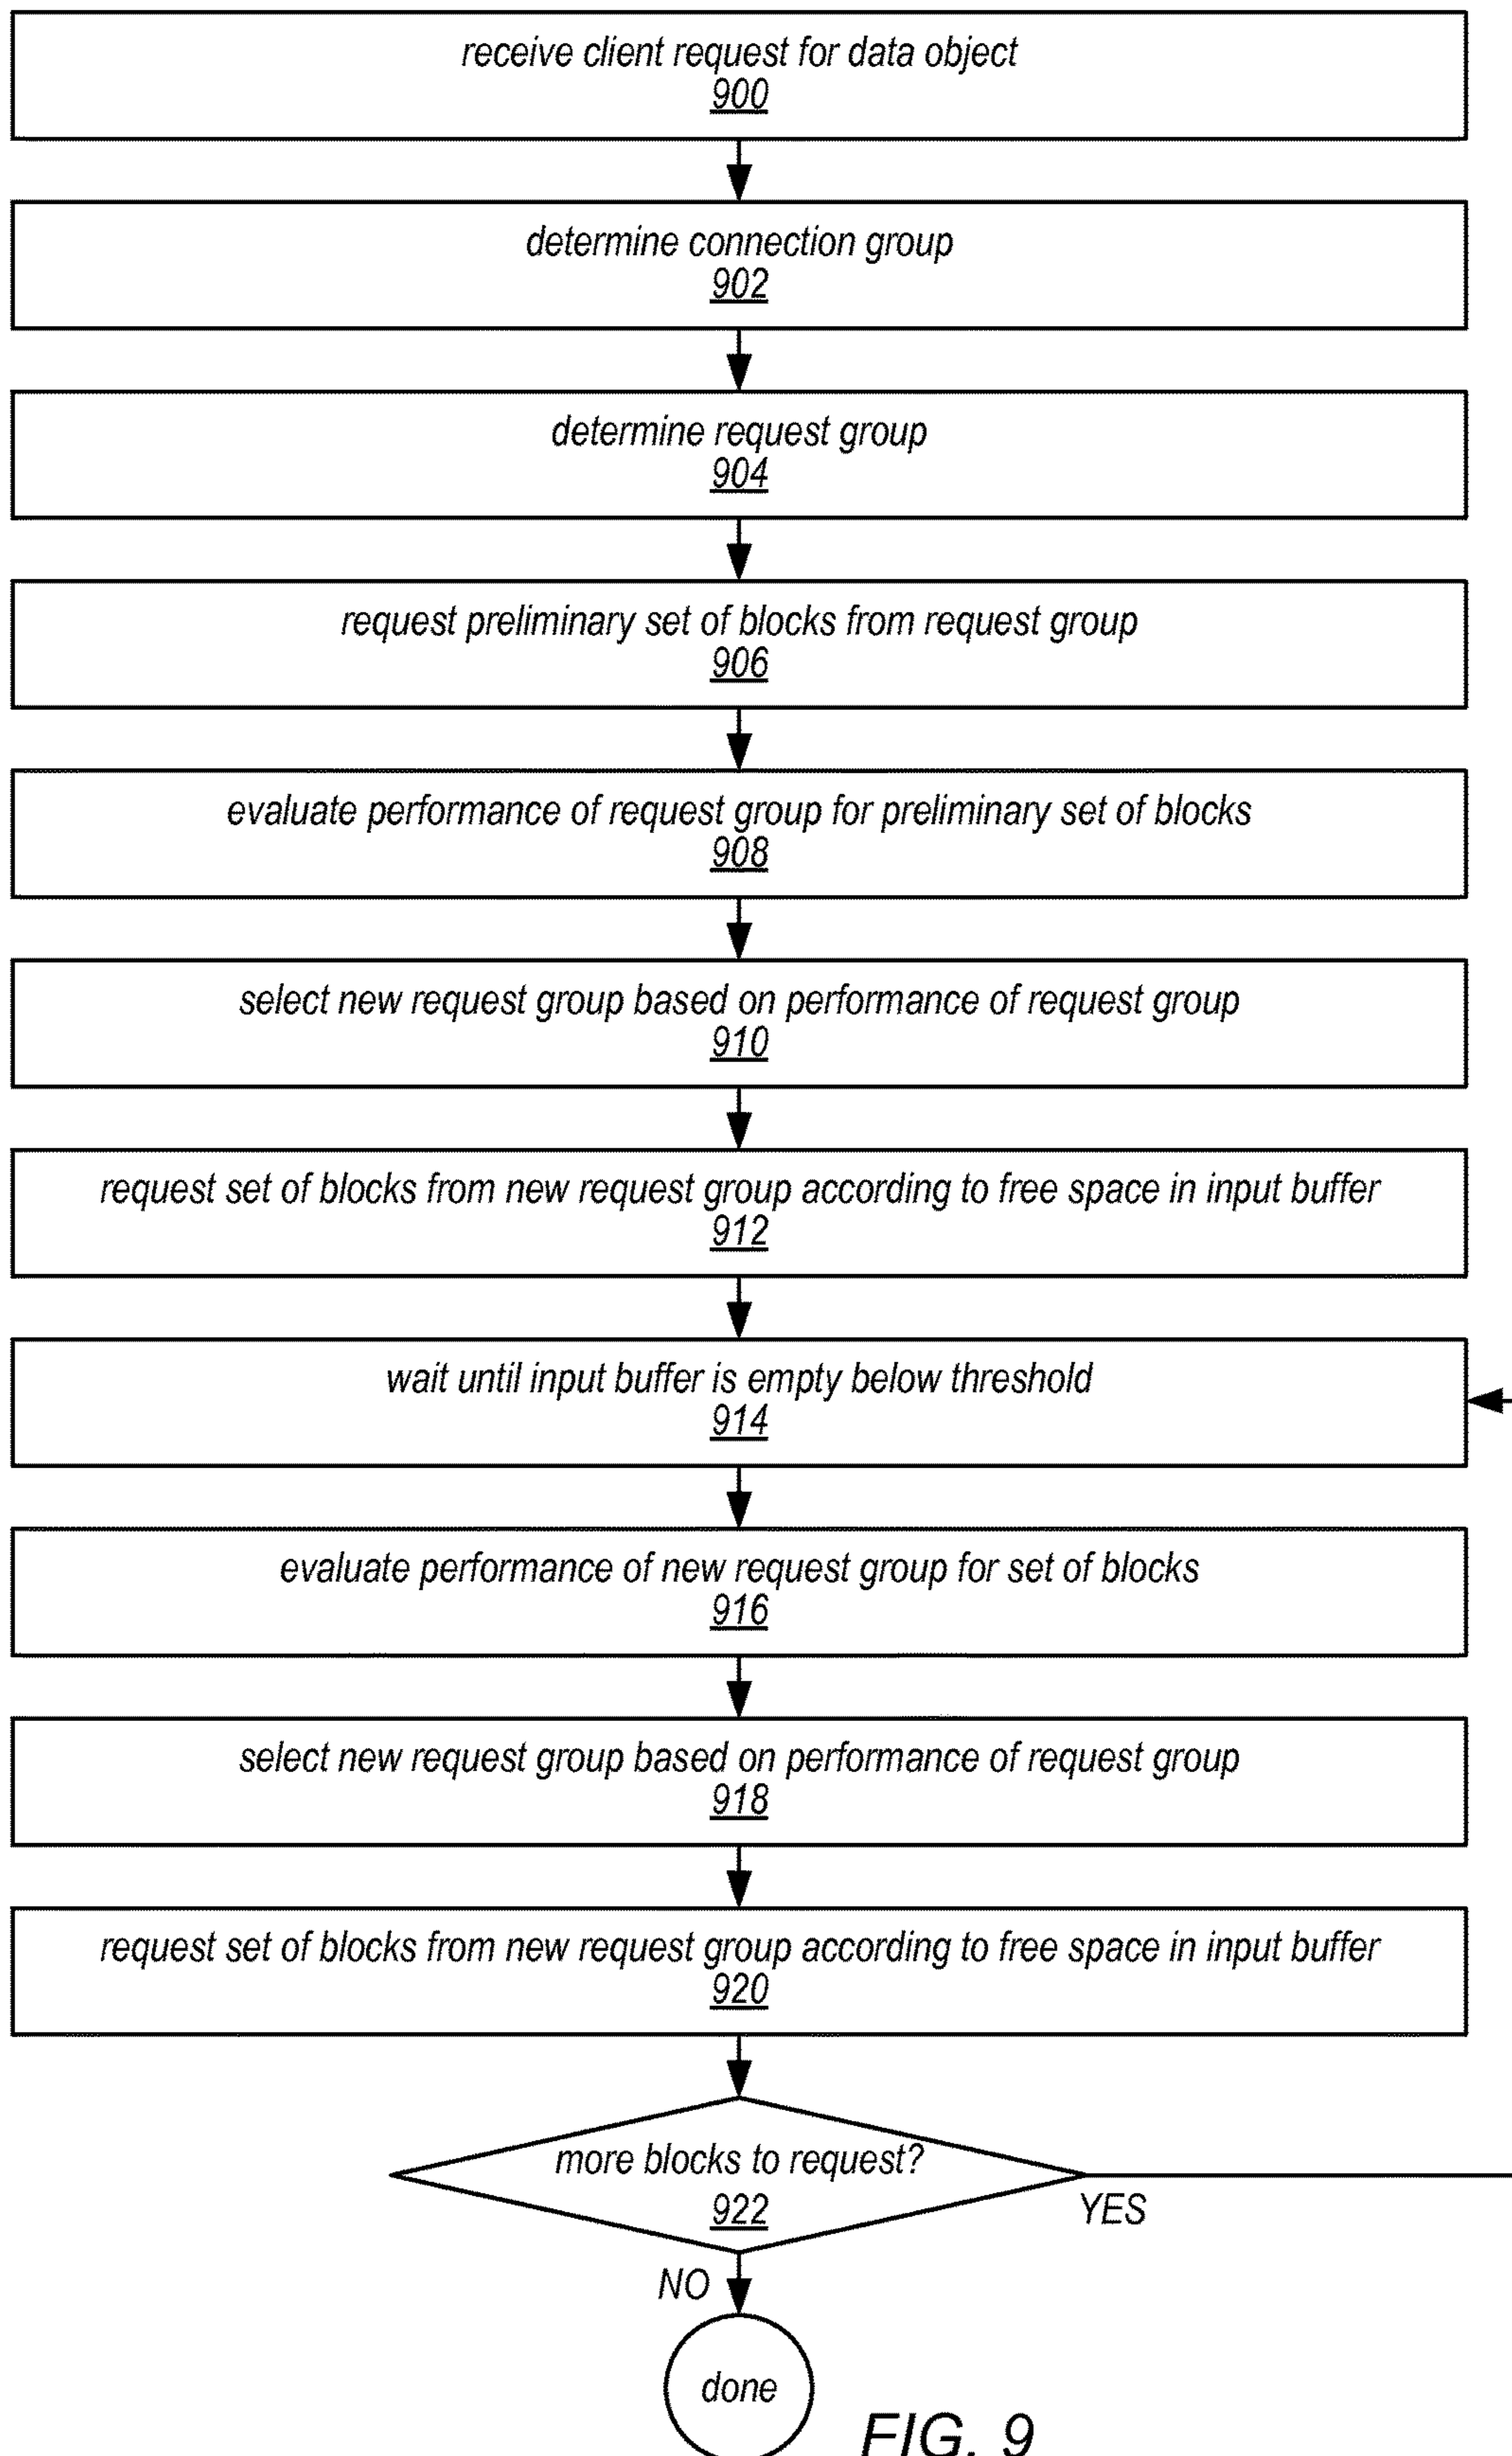 receive client request for data object
900
determine connection group
902
determine request group
904
request preliminary set of blocks from request group
906
evaluate performance of request group for preliminary set of blocks
908
select new request group based on performance of request group
910
request set of blocks from new request group according to free space in input buffer
912
wait until input buffer is empty below threshold
914
evaluate performance of new request group for set of blocks
916
select new request group based on performance of request group
918
request set of blocks from new request group according to free space in input buffer
920
more blocks to request?
922
YES
NO
done
FIG. 9